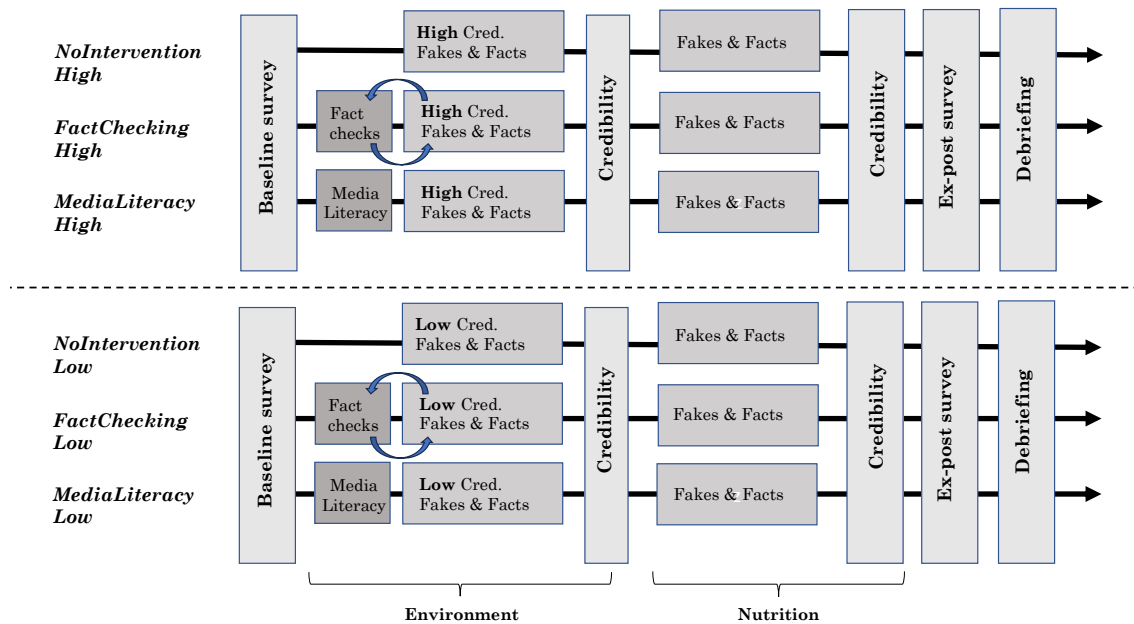 NoIntervention
High
FactChecking
High
MediaLiteracy
High
Baseline survey
High Cred.
Fakes & Facts
Fact
checks
High Cred.
Fakes & Facts
Media
Literacy
High Cred.
Fakes & Facts
Credibility
Fakes & Facts
Fakes & Facts
Fakes & Facts
Credibility
Ex-post survey
Debriefing
NoIntervention
Low
FactChecking
Low
MediaLiteracy
Low
Baseline survey
Low Cred.
Fakes & Facts
Fact
checks
Low Cred.
Fakes & Facts
Media
Literacy
Low Cred.
Fakes & Facts
Credibility
Fakes & Facts
Fakes & Facts
Fakes & Facts
Credibility
Ex-post survey
Debriefing
Environment
Nutrition